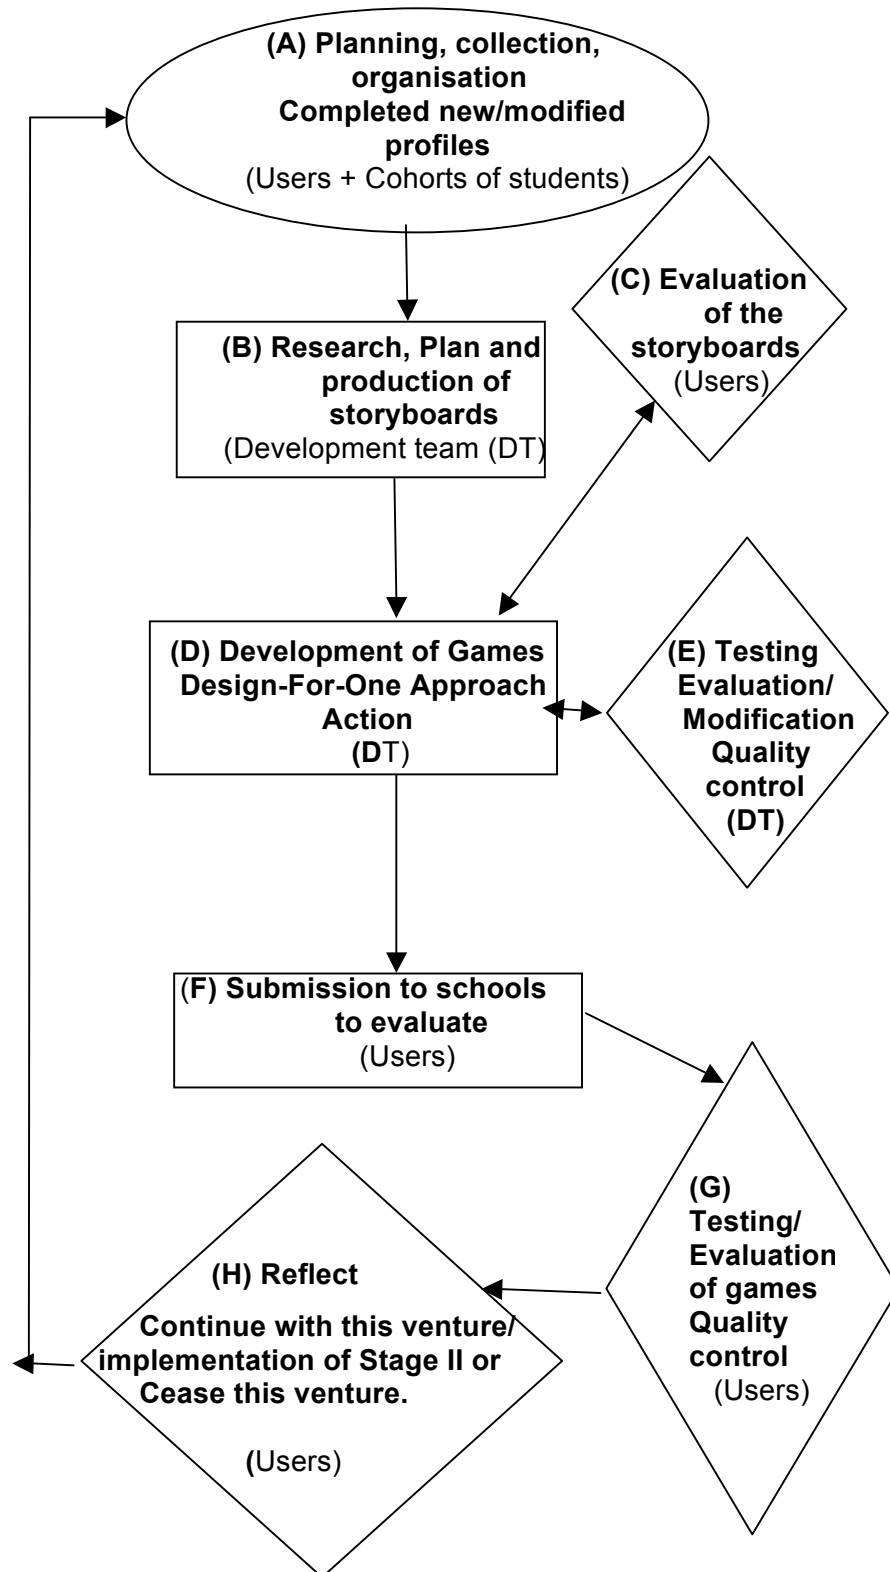 (A) Planning, collection,
organisation
Completed new/modified
profiles
(Users + Cohorts of students)
(B) Research, Plan and
production of
storyboards
(Development team (DT)
(C) Evaluation
of the
storyboards
(Users)
(D) Development of Games
Design-For-One Approach
Action
(DT)
(E) Testing
Evaluation/
Modification
Quality
control
(DT)
(F) Submission to schools
to evaluate
(Users)
(G)
Testing/
Evaluation
of games
Quality
control
(Users)
(H) Reflect
Continue with this venture/
implementation of Stage II or
Cease this venture.
(Users)